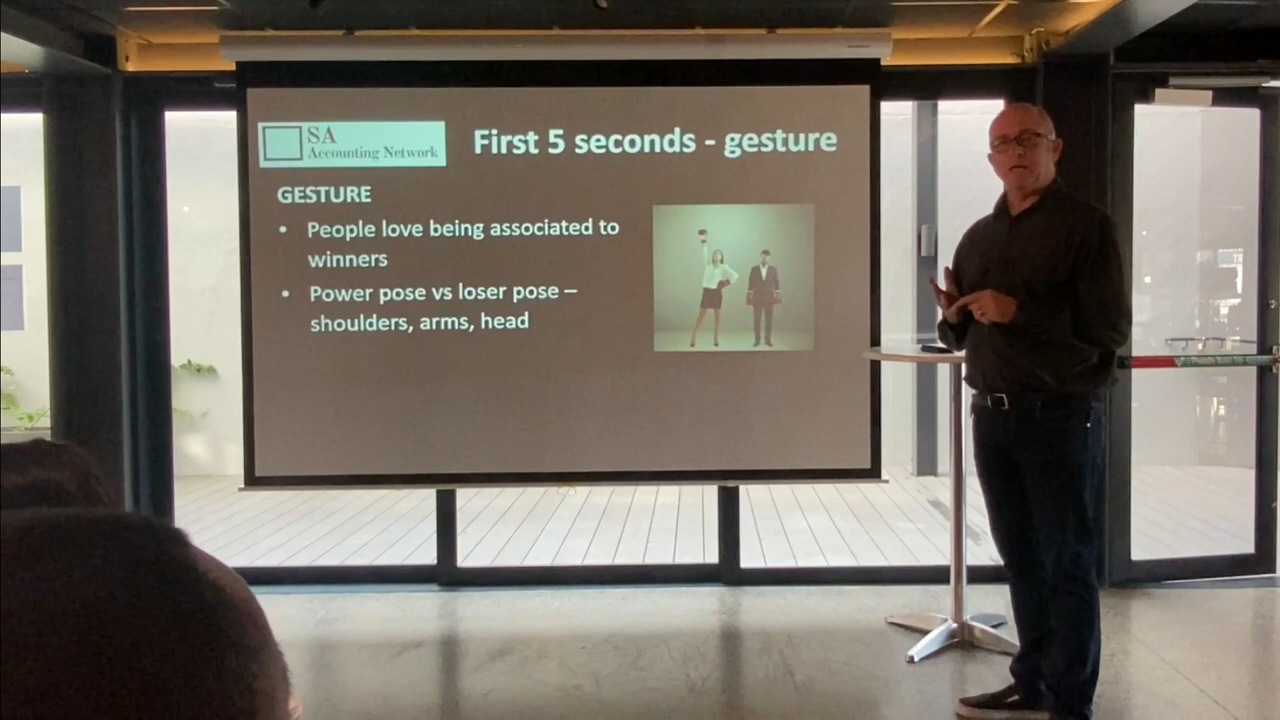 SA
Accounting Network
First 5 seconds - gesture
GESTURE
• People love being associated to
winners
• Power pose vs loser pose –
shoulders, arms, head